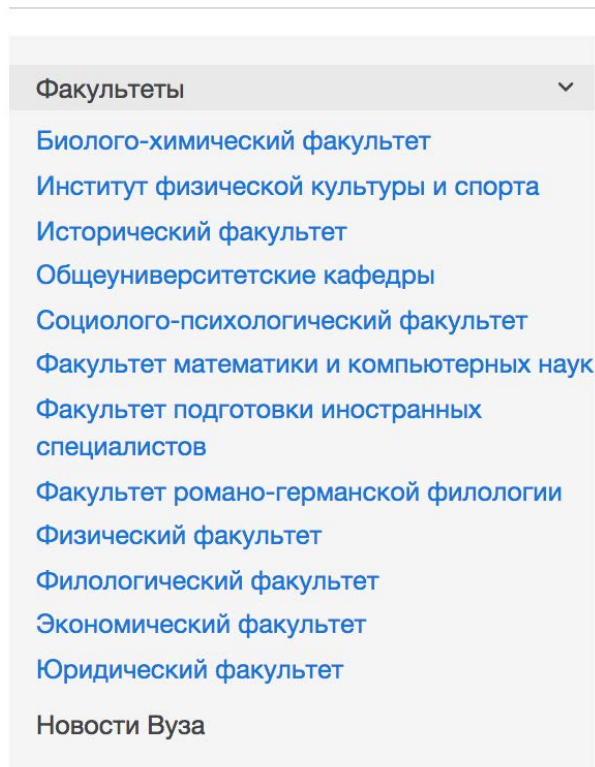 Факультеты
Биолого-химический факультет
Институт физической культуры и спорта
Исторический факультет
Общеуниверситетские кафедры
Социолого-психологический факультет
Факультет математики и компьютерных наук
Факультет подготовки иностранных
специалистов
Факультет романо-германской филологии
Физический факультет
Филологический факультет
Экономический факультет
Юридический факультет
Новости Вуза